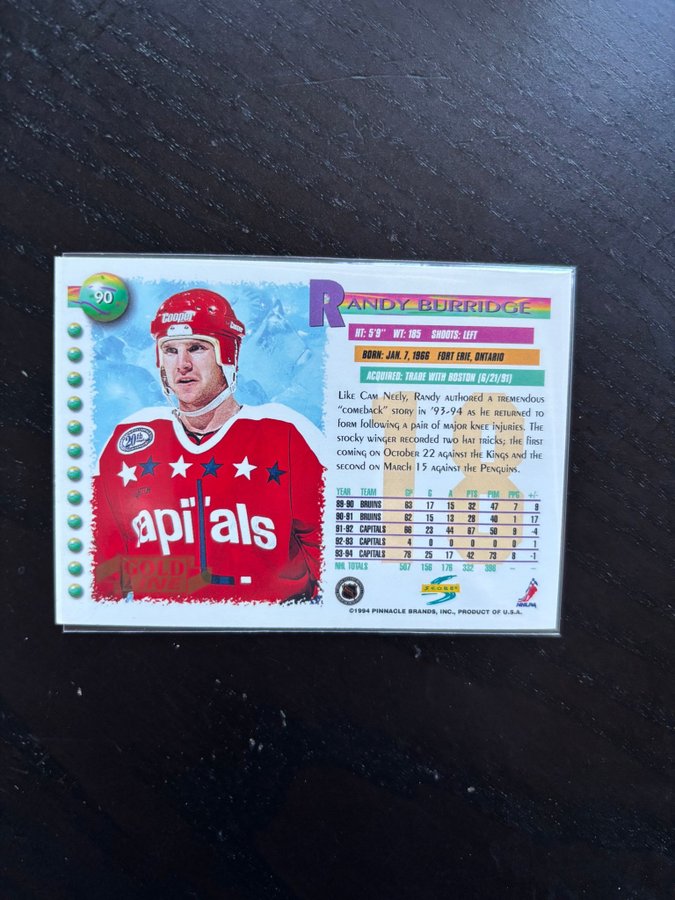 90
RANDY BURRIDGE
HT: 5'9" WT: 185 SHOOTS: LEFT
BORN: JAN. 7, 1966 FORT ERIE, ONTARIO
ACQUIRED: TRADE WITH BOSTON (6/21/91)
Like Cam Neely, Randy authored a tremendous
"comeback" story in '93-94 as he returned to
form following a pair of major knee injuries. The
stocky winger recorded two hat tricks; the first
coming on October 22 against the Kings and the
second on March 15 against the Penguins.
YEAR TEAM GP G A PTS PIM PPG +/-
89-90 BRUINS 63 17 15 32 47 7 9
90-91 BRUINS 62 15 13 28 40 1 17
91-92 CAPITALS 66 23 44 67 50 9 -4
92-93 CAPITALS 4 0 0 0 0 0 1
93-94 CAPITALS 78 25 17 42 73 8 -1
NHL TOTALS 507 156 176 332 396 — —
Cooper
20th
capitals
GOLD
LINE
18
SCORE
NHLPA
©1994 PINNACLE BRANDS, INC., PRODUCT OF U.S.A.